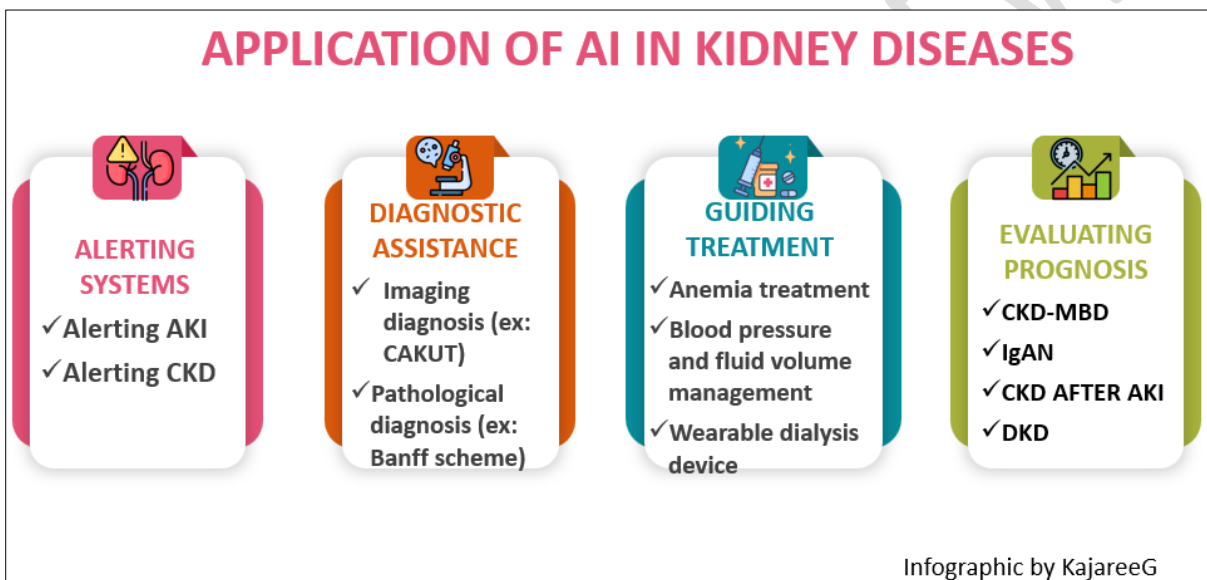 APPLICATION OF AI IN KIDNEY DISEASES
ALERTING
SYSTEMS
✓Alerting AKI
✓Alerting CKD
DIAGNOSTIC
ASSISTANCE
✓ Imaging
diagnosis (ex:
CAKUT)
✓Pathological
diagnosis (ex:
Banff scheme)
GUIDING
TREATMENT
✓Anemia treatment
✓Blood pressure
and fluid volume
management
✓Wearable dialysis
device
EVALUATING
PROGNOSIS
✓CKD-MBD
✓IgAN
✓CKD AFTER AKI
✓DKD
Infographic by KajareeG